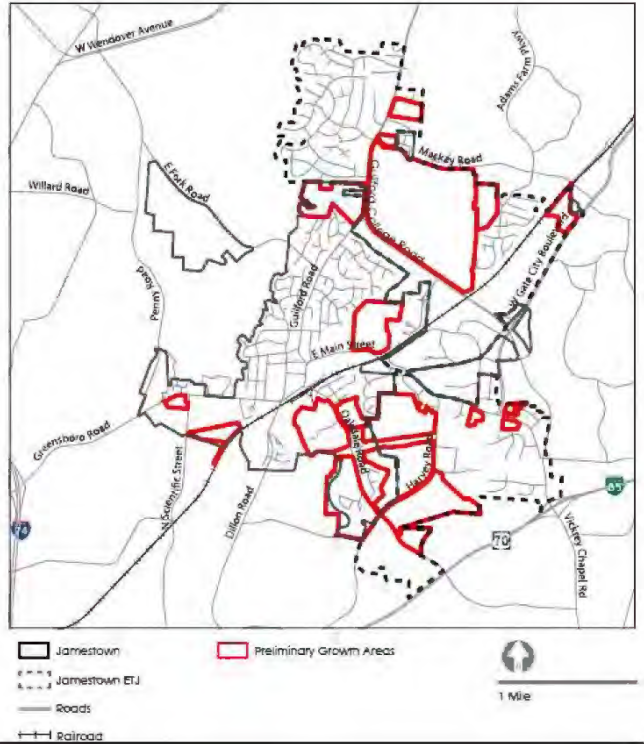 W Wendover Avenue
Adams Farm Pkwy
Mackey Road
Willard Road
E Fork Road
Guilford College Road
W Gate City Boulevard
Penny Road
Guilford Road
E Main Street
Greensboro Road
N Scientific Street
Oakdale Road
Harvey Road
Dillon Road
74
85
70
Vickrey Chapel Rd
Jamestown
Preliminary Growth Areas
Jamestown ETJ
Roads
1 Mile
Railroad